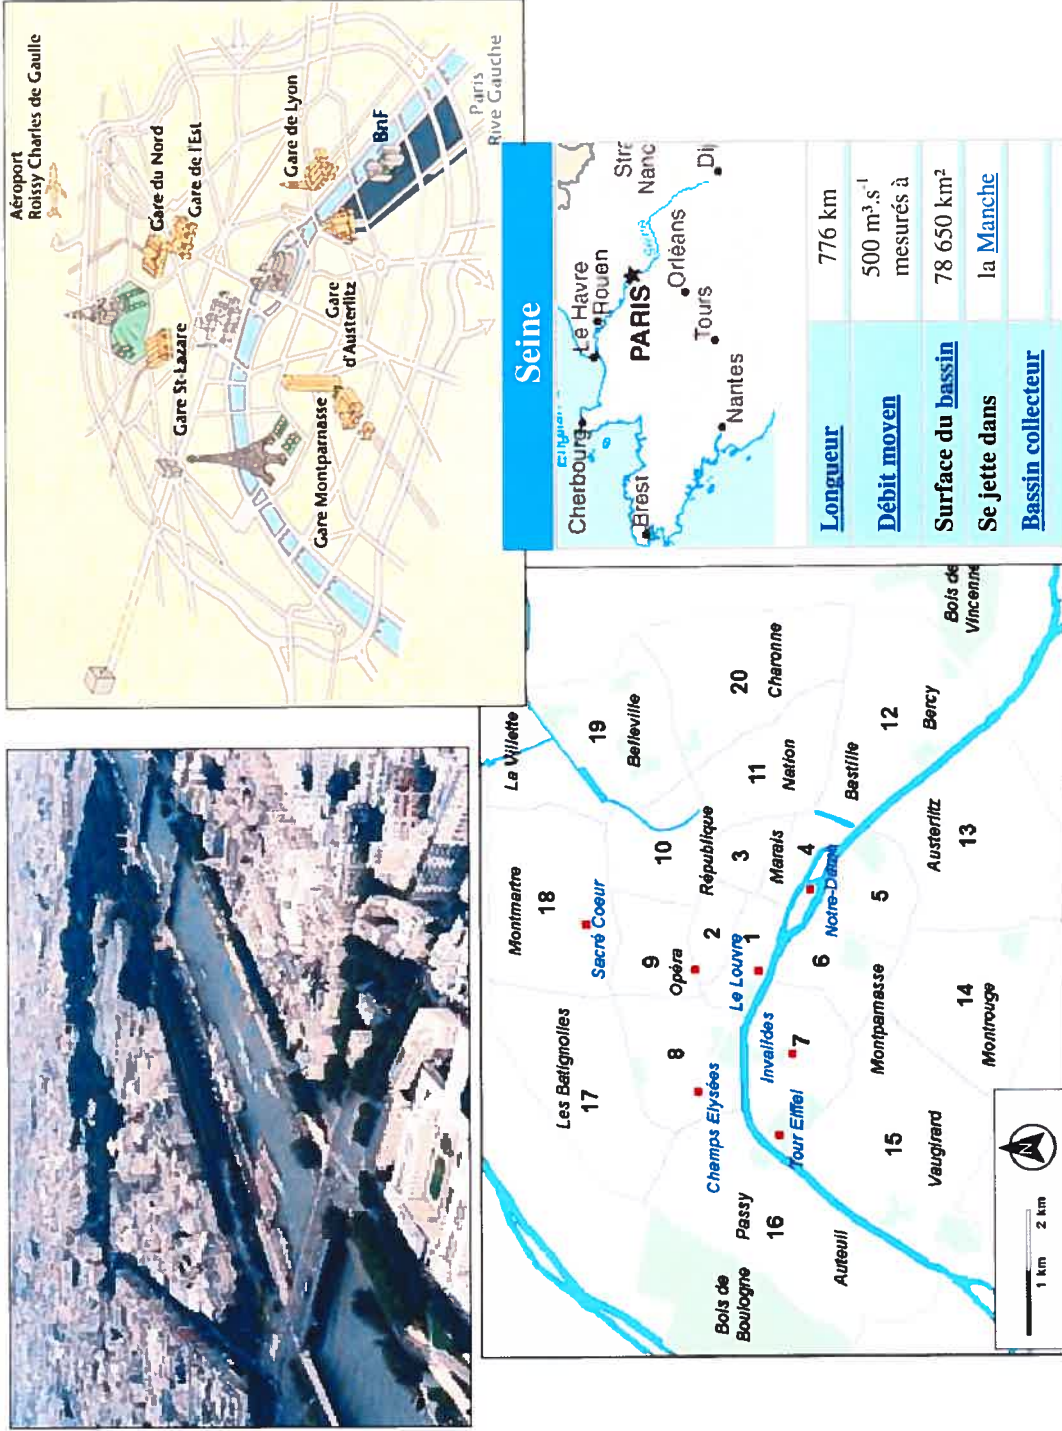 Aéroport
Roissy Charles de Gaulle
Gare du Nord
Gare de l'Est
Gare St-Lazare
Gare de Lyon
BnF
Paris
Rive Gauche
Gare
d'Austerlitz
Gare Montparnasse
Seine
Cherbourg
Le Havre
Rouen
PARIS
Seine
Brest
Orléans
Tours
Nantes
Stra
Nanc
Dij
Longueur 776 km
Débit moyen 500 m³.s⁻¹
mesurés à
Surface du bassin 78 650 km²
Se jette dans la Manche
Bassin collecteur
La Villette
Montmartre
18
19
Belleville
Les Batignolles
17
Sacré Coeur
10
9
Opéra
République
8
2
3
20
Charonne
Champs Elysées
Le Louvre
1
Marais
11
Nation
Bois de
Boulogne
Passy
16
Invalides
7
Tour Eiffel
4
Notre-Dame
6
Bastille
12
Bercy
Bois de
Vincenne
Auteuil
5
Montparnasse
15
Vaugirard
Austerlitz
13
14
Montrouge
1 km 2 km
N